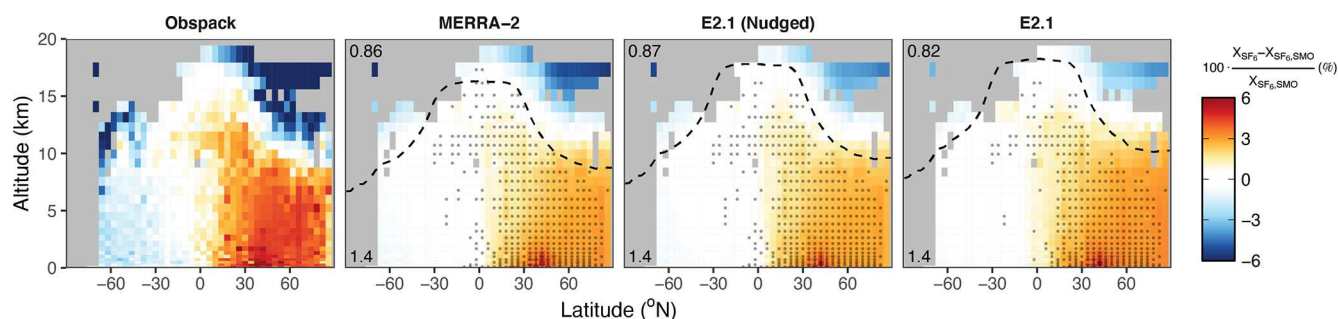 Obspack
MERRA−2
E2.1 (Nudged)
E2.1
Altitude (km)
20
15
10
5
0
0.86
1.4
0.87
1.4
0.82
1.4
−60 −30 0 30 60
−60 −30 0 30 60
−60 −30 0 30 60
−60 −30 0 30 60
Latitude (°N)
100 · (X_SF6−X_SF6,SMO) / X_SF6,SMO (%)
6
3
0
−3
−6